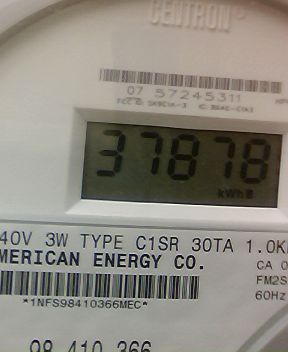 CENTRON®
07 57245311
37878
kWh
40V 3W TYPE C1SR 30TA 1.0K
MERICAN ENERGY CO.
CA 0
FM2S
60Hz
*1NFS98410366MEC*
98 410 366